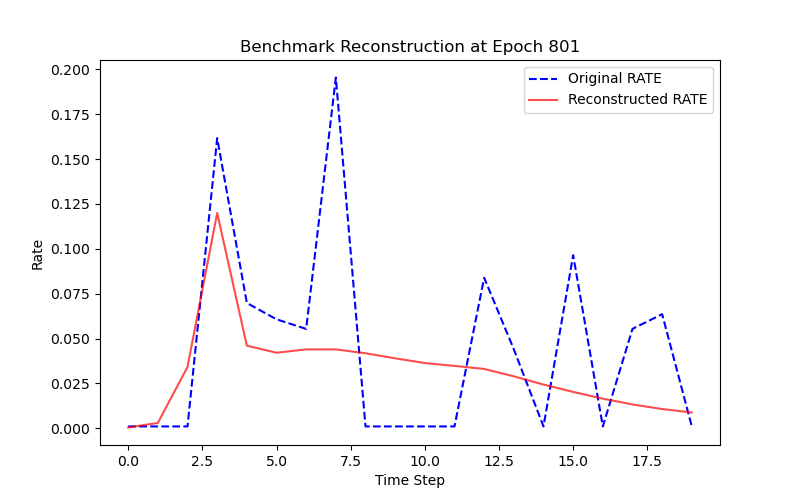 Benchmark Reconstruction at Epoch 801
Original RATE
Reconstructed RATE
0.200
0.175
0.150
0.125
0.100
0.075
0.050
0.025
0.000
Rate
0.0 2.5 5.0 7.5 10.0 12.5 15.0 17.5
Time Step